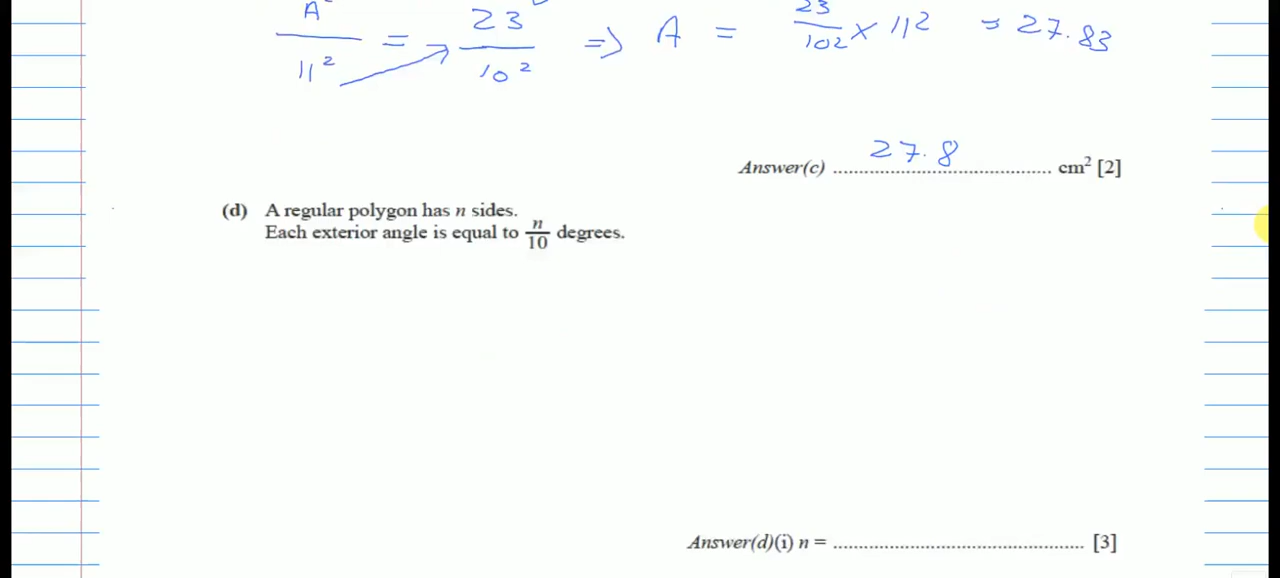 A / 11² = 23 / 10² => A = 23/10² × 11² = 27.83
Answer(c) 27.8 cm² [2]
(d) A regular polygon has n sides.
Each exterior angle is equal to n/10 degrees.
Answer(d)(i) n = ........................................... [3]